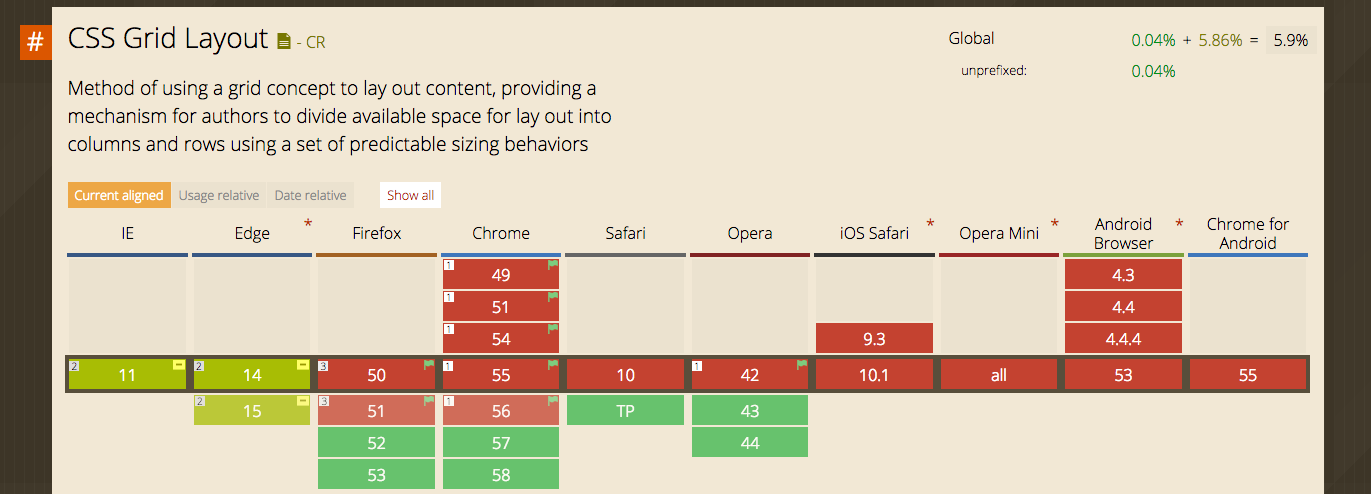 #
CSS Grid Layout - CR
Global 0.04% + 5.86% = 5.9%
unprefixed: 0.04%
Method of using a grid concept to lay out content, providing a
mechanism for authors to divide available space for lay out into
columns and rows using a set of predictable sizing behaviors
Current aligned Usage relative Date relative Show all
IE Edge * Firefox Chrome Safari Opera iOS Safari * Opera Mini * Android Browser * Chrome for Android
1 49 4.3
1 51 4.4
1 54 9.3 4.4.4
2 11 2 14 3 50 1 55 10 1 42 10.1 all 53 55
2 15 3 51 1 56 TP 43
52 57 44
53 58